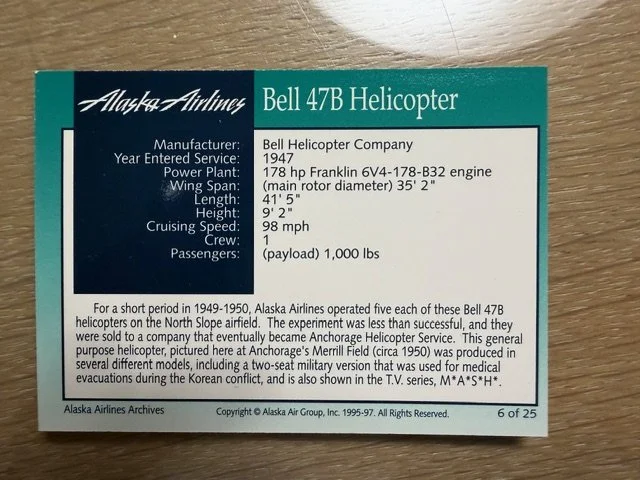 Alaska Airlines Bell 47B Helicopter
Manufacturer: Bell Helicopter Company
Year Entered Service: 1947
Power Plant: 178 hp Franklin 6V4-178-B32 engine
Wing Span: (main rotor diameter) 35' 2"
Length: 41' 5"
Height: 9' 2"
Cruising Speed: 98 mph
Crew: 1
Passengers: (payload) 1,000 lbs
For a short period in 1949-1950, Alaska Airlines operated five each of these Bell 47B
helicopters on the North Slope airfield. The experiment was less than successful, and they
were sold to a company that eventually became Anchorage Helicopter Service. This general
purpose helicopter, pictured here at Anchorage's Merrill Field (circa 1950) was produced in
several different models, including a two-seat military version that was used for medical
evacuations during the Korean conflict, and is also shown in the T.V. series, M*A*S*H*.
Alaska Airlines Archives Copyright © Alaska Air Group, Inc. 1995-97. All Rights Reserved. 6 of 25